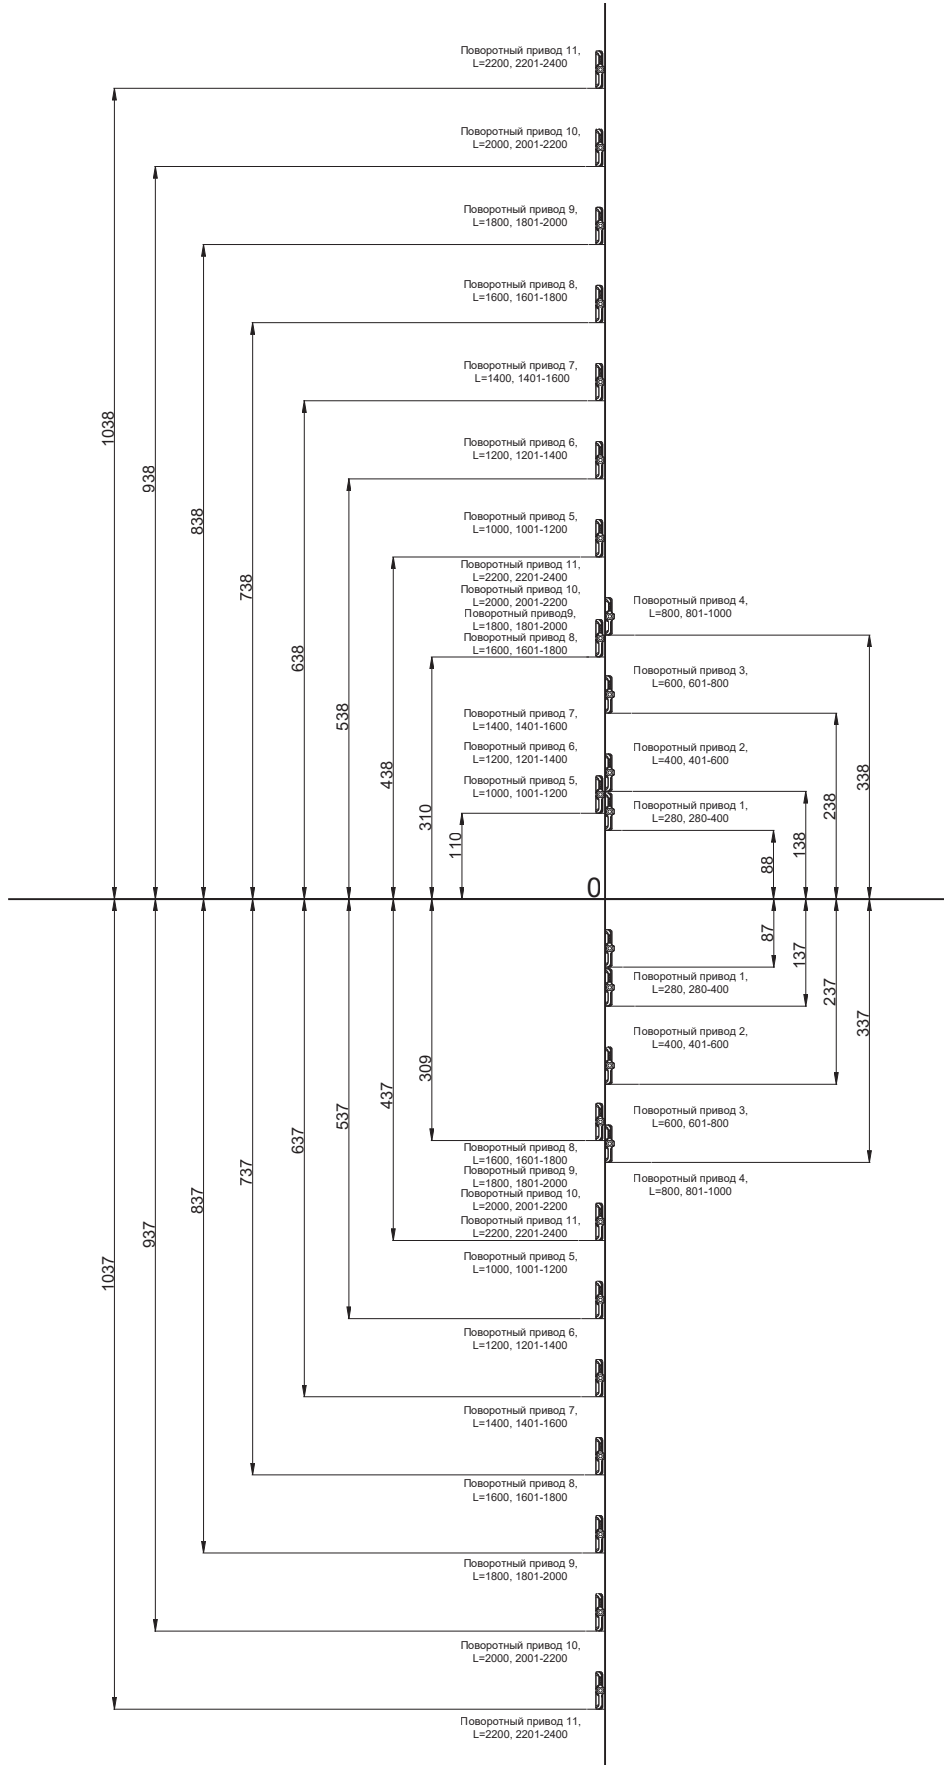 Поворотный привод 11,
L=2200, 2201-2400
Поворотный привод 10,
L=2000, 2001-2200
Поворотный привод 9,
L=1800, 1801-2000
Поворотный привод 8,
L=1600, 1601-1800
Поворотный привод 7,
L=1400, 1401-1600
Поворотный привод 6,
L=1200, 1201-1400
Поворотный привод 5,
L=1000, 1001-1200
Поворотный привод 11,
L=2200, 2201-2400
Поворотный привод 10,
L=2000, 2001-2200
Поворотный привод9,
L=1800, 1801-2000
Поворотный привод 8,
L=1600, 1601-1800
Поворотный привод 7,
L=1400, 1401-1600
Поворотный привод 6,
L=1200, 1201-1400
Поворотный привод 5,
L=1000, 1001-1200
Поворотный привод 4,
L=800, 801-1000
Поворотный привод 3,
L=600, 601-800
Поворотный привод 2,
L=400, 401-600
Поворотный привод 1,
L=280, 280-400
1038
938
838
738
638
538
438
310
110
88
138
238
338
0
1037
937
837
737
637
537
437
309
87
137
237
337
Поворотный привод 1,
L=280, 280-400
Поворотный привод 2,
L=400, 401-600
Поворотный привод 3,
L=600, 601-800
Поворотный привод 4,
L=800, 801-1000
Поворотный привод 8,
L=1600, 1601-1800
Поворотный привод 9,
L=1800, 1801-2000
Поворотный привод 10,
L=2000, 2001-2200
Поворотный привод 11,
L=2200, 2201-2400
Поворотный привод 5,
L=1000, 1001-1200
Поворотный привод 6,
L=1200, 1201-1400
Поворотный привод 7,
L=1400, 1401-1600
Поворотный привод 8,
L=1600, 1601-1800
Поворотный привод 9,
L=1800, 1801-2000
Поворотный привод 10,
L=2000, 2001-2200
Поворотный привод 11,
L=2200, 2201-2400